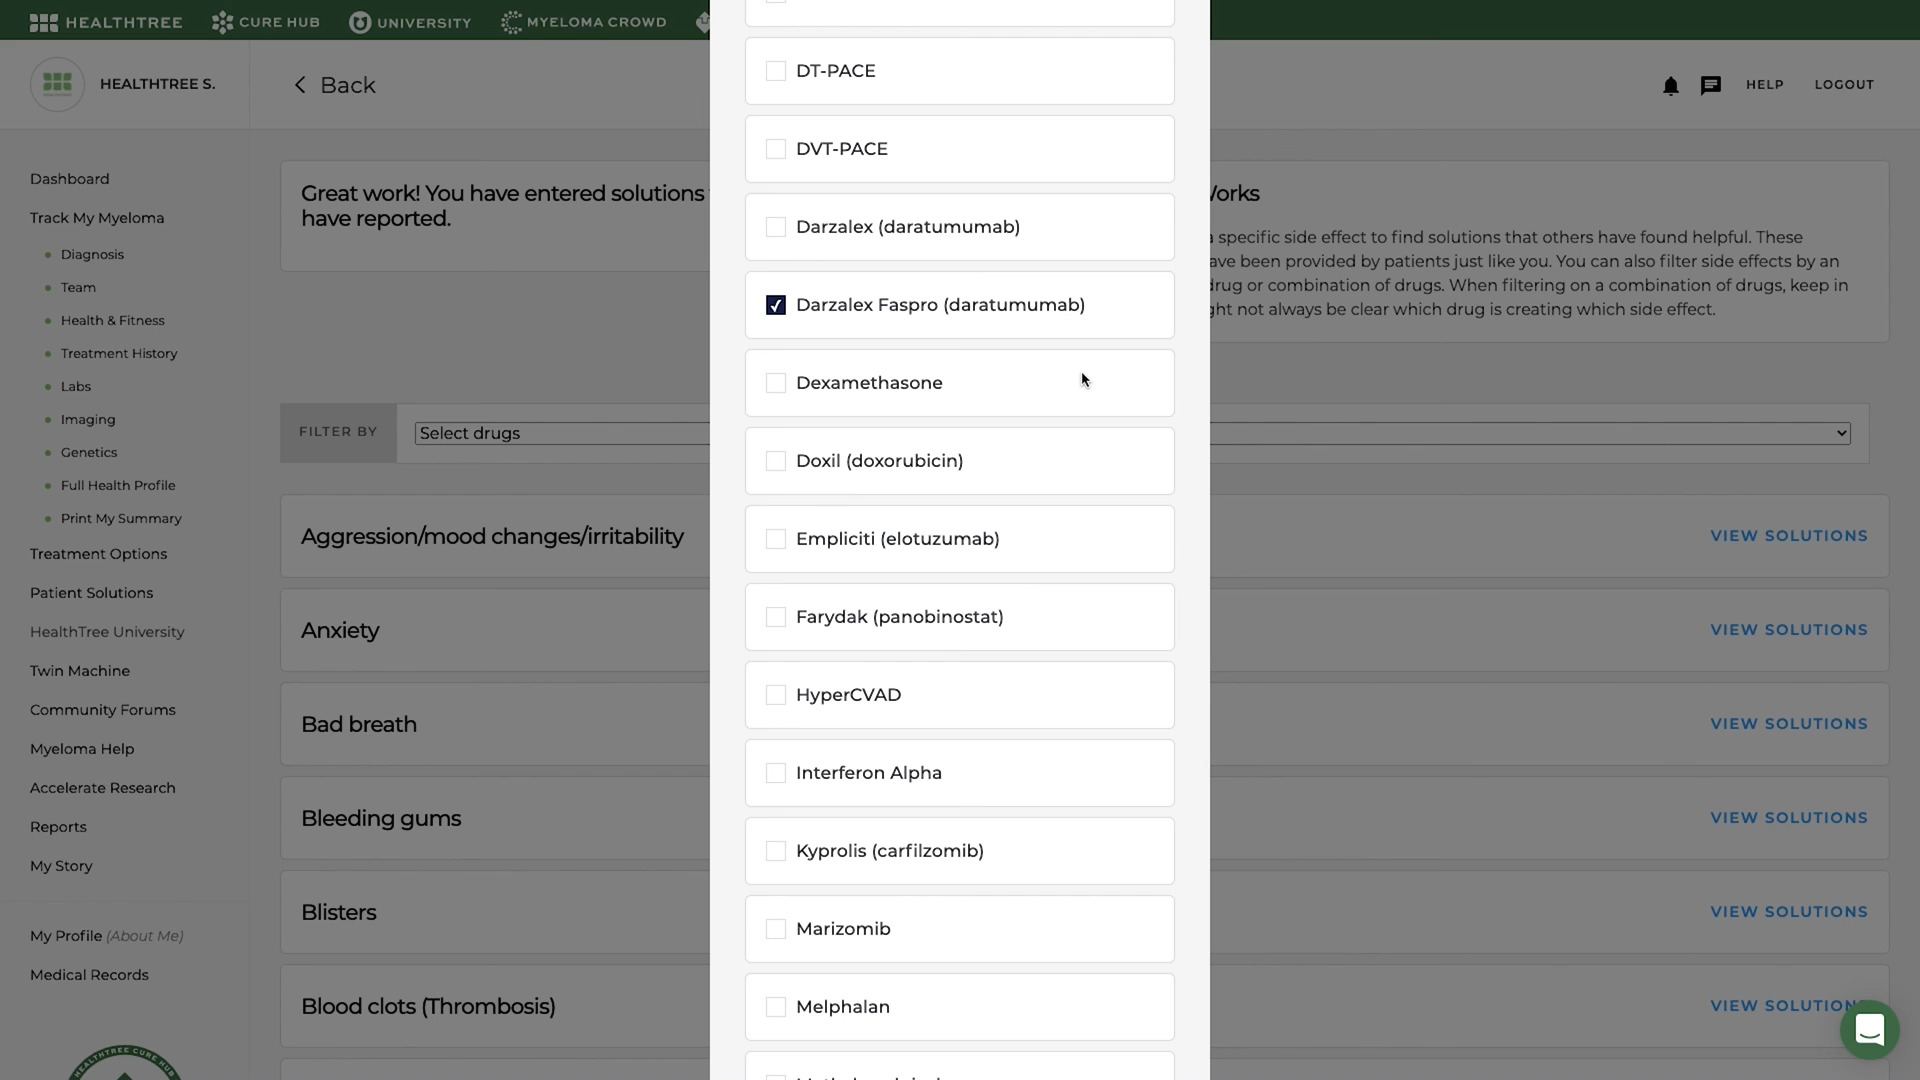 HEALTHTREE
CURE HUB
UNIVERSITY
MYELOMA CROWD
HEALTHTREE S.
Back
HELP
LOGOUT
Dashboard
Track My Myeloma
Diagnosis
Team
Health & Fitness
Treatment History
Labs
Imaging
Genetics
Full Health Profile
Print My Summary
Treatment Options
Patient Solutions
HealthTree University
Twin Machine
Community Forums
Myeloma Help
Accelerate Research
Reports
My Story
My Profile (About Me)
Medical Records
HEALTHTREE CURE HUB
Great work! You have entered solutions
have reported.
Works
a specific side effect to find solutions that others have found helpful. These
ave been provided by patients just like you. You can also filter side effects by an
drug or combination of drugs. When filtering on a combination of drugs, keep in
ght not always be clear which drug is creating which side effect.
FILTER BY
Select drugs
Aggression/mood changes/irritability
VIEW SOLUTIONS
Anxiety
VIEW SOLUTIONS
Bad breath
VIEW SOLUTIONS
Bleeding gums
VIEW SOLUTIONS
Blisters
VIEW SOLUTIONS
Blood clots (Thrombosis)
VIEW SOLUTIONS
DT-PACE
DVT-PACE
Darzalex (daratumumab)
Darzalex Faspro (daratumumab)
Dexamethasone
Doxil (doxorubicin)
Empliciti (elotuzumab)
Farydak (panobinostat)
HyperCVAD
Interferon Alpha
Kyprolis (carfilzomib)
Marizomib
Melphalan